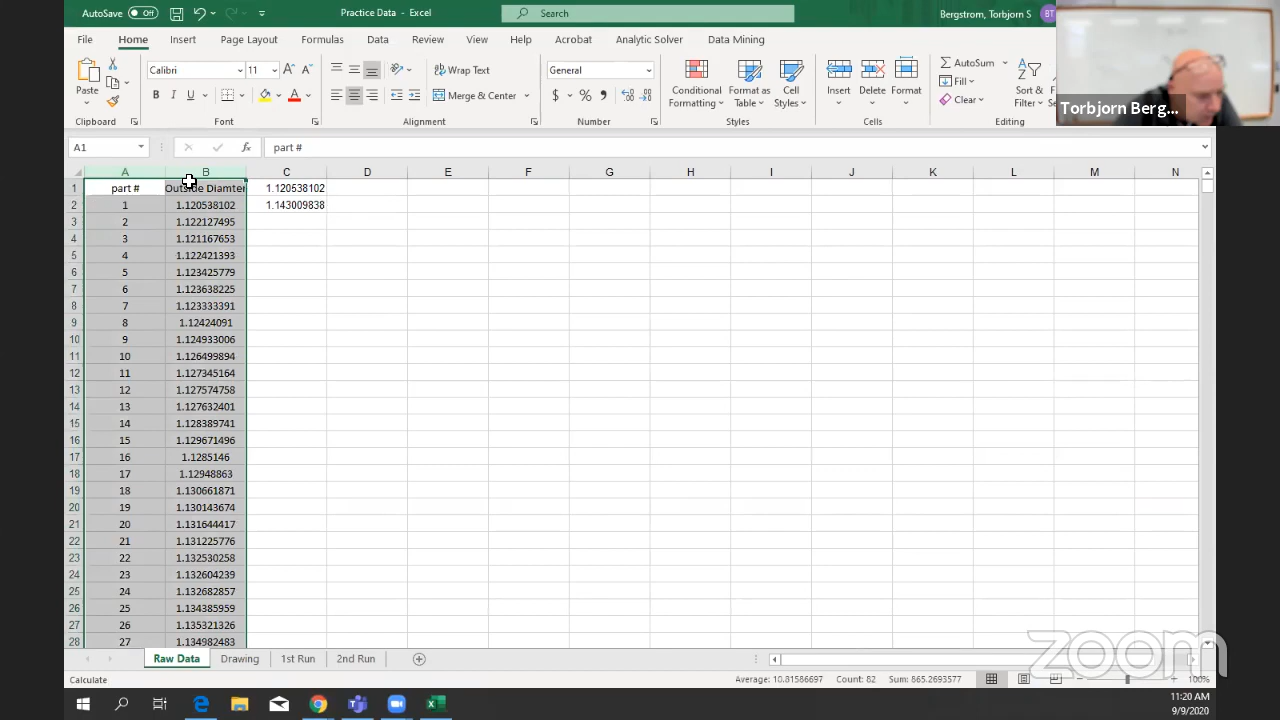 AutoSave Off
Practice Data - Excel
Search
Bergstrom, Torbjorn S
BT
File Home Insert Page Layout Formulas Data Review View Help Acrobat Analytic Solver Data Mining
Paste
Calibri 11
Wrap Text
General
Merge & Center
B I U
$ % 9
Conditional Formatting
Format as Table
Cell Styles
Insert Delete Format
AutoSum
Fill
Clear
Sort & Filter
Clipboard Font Alignment Number Styles Cells Editing
Torbjorn Berg...
A1
fx
part #
A B C D E F G H I J K L M N
1 part # Outside Diamter 1.120538102
2 1 1.120538102 1.143009838
3 2 1.122127495
4 3 1.121167653
5 4 1.122421393
6 5 1.123425779
7 6 1.123638225
8 7 1.123333391
9 8 1.12424091
10 9 1.124933006
11 10 1.126499894
12 11 1.127345164
13 12 1.127574758
14 13 1.127632401
15 14 1.128389741
16 15 1.129671496
17 16 1.1285146
18 17 1.12948863
19 18 1.130661871
20 19 1.130143674
21 20 1.131644417
22 21 1.131225776
23 22 1.132530258
24 23 1.132604239
25 24 1.132682857
26 25 1.134385959
27 26 1.135321326
28 27 1.134982483
Raw Data Drawing 1st Run 2nd Run
zoom
Calculate
Average: 10.81586697 Count: 82 Sum: 865.2693577
100%
11:20 AM
9/9/2020